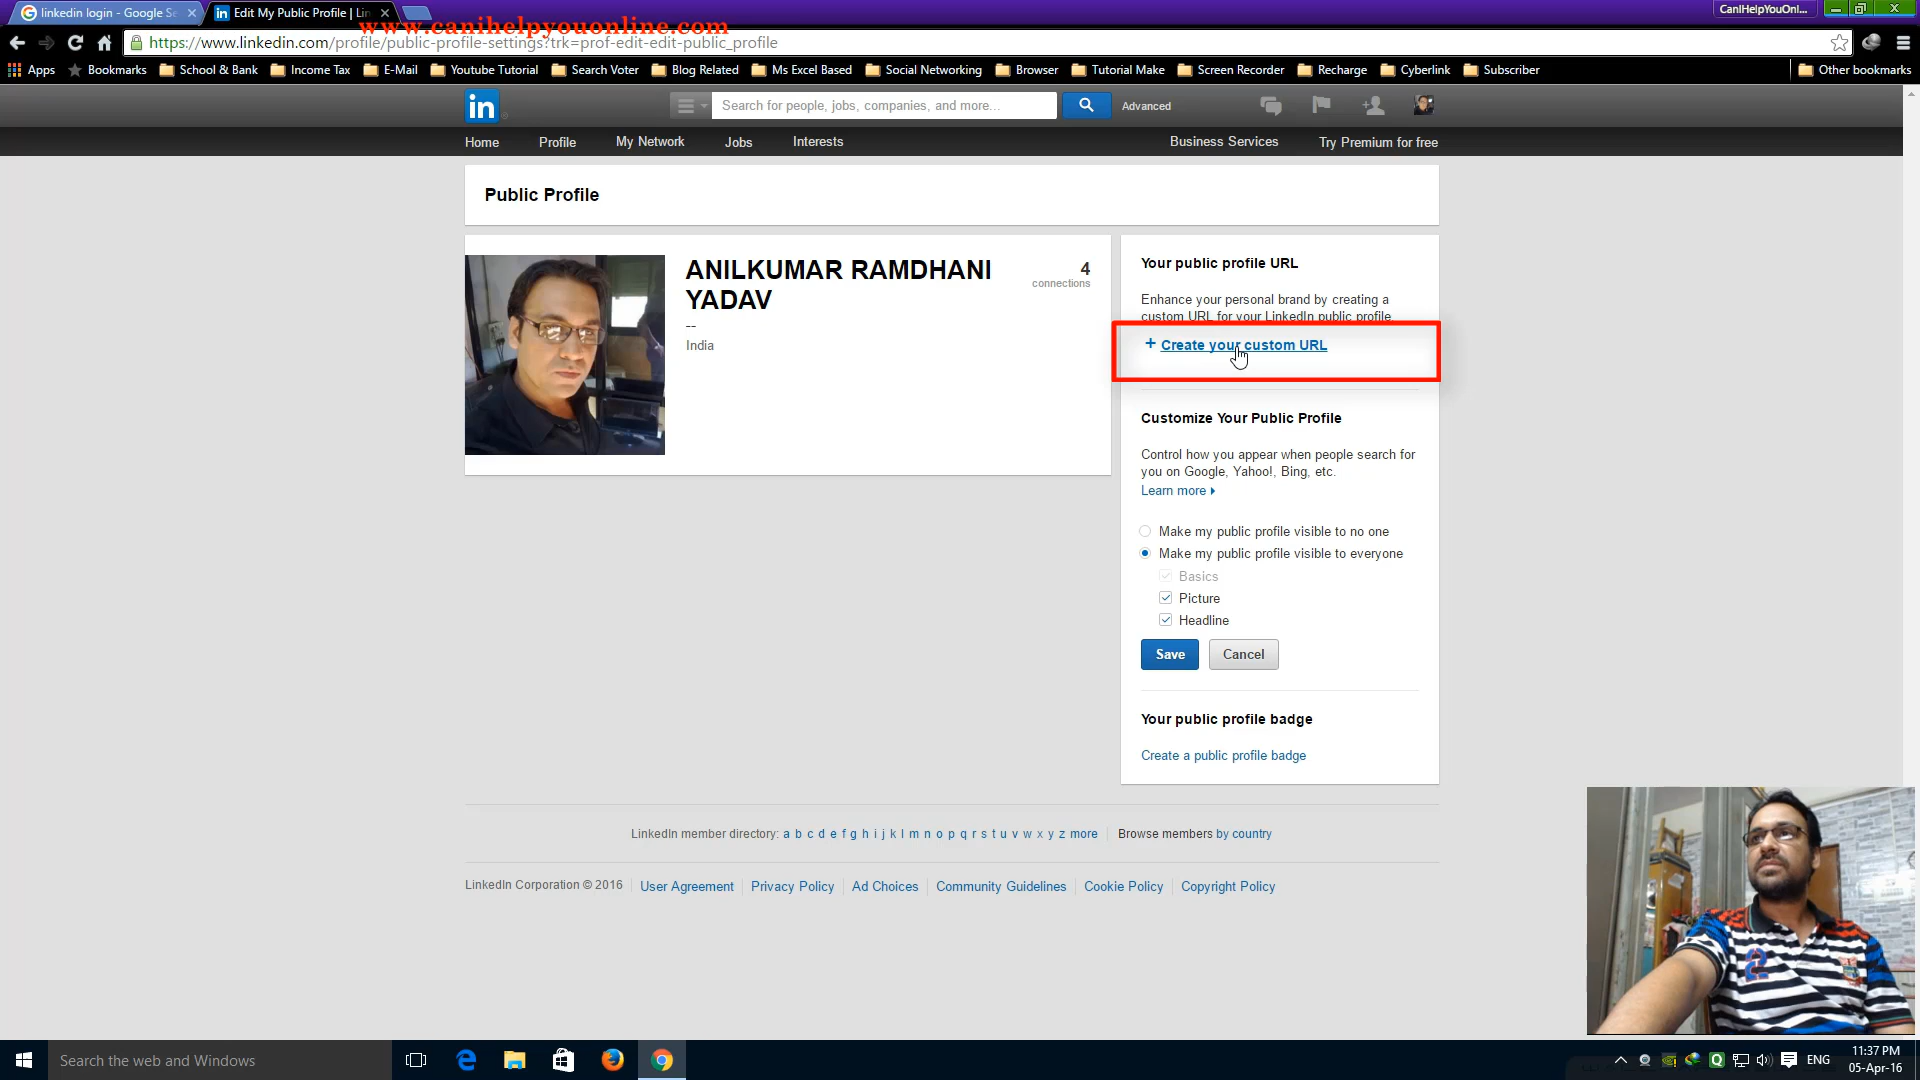 linkedin login - Google Se
Edit My Public Profile | Lin
CanIHelpYouOnl...
www.canihelpyouonline.com
https://www.linkedin.com/profile/public-profile-settings?trk=prof-edit-edit-public_profile
Apps Bookmarks School & Bank Income Tax E-Mail Youtube Tutorial Search Voter Blog Related Ms Excel Based Social Networking Browser Tutorial Make Screen Recorder Recharge Cyberlink Subscriber Other bookmarks
in Search for people, jobs, companies, and more... Advanced
Home Profile My Network Jobs Interests Business Services Try Premium for free
Public Profile
ANILKUMAR RAMDHANI
YADAV
--
India
4
connections
Your public profile URL
Enhance your personal brand by creating a
custom URL for your LinkedIn public profile.
+ Create your custom URL
Customize Your Public Profile
Control how you appear when people search for
you on Google, Yahoo!, Bing, etc.
Learn more
Make my public profile visible to no one
Make my public profile visible to everyone
Basics
Picture
Headline
Save Cancel
Your public profile badge
Create a public profile badge
LinkedIn member directory: a b c d e f g h i j k l m n o p q r s t u v w x y z more Browse members by country
LinkedIn Corporation © 2016 User Agreement Privacy Policy Ad Choices Community Guidelines Cookie Policy Copyright Policy
2
Search the web and Windows
ENG
11:37 PM
05-Apr-16